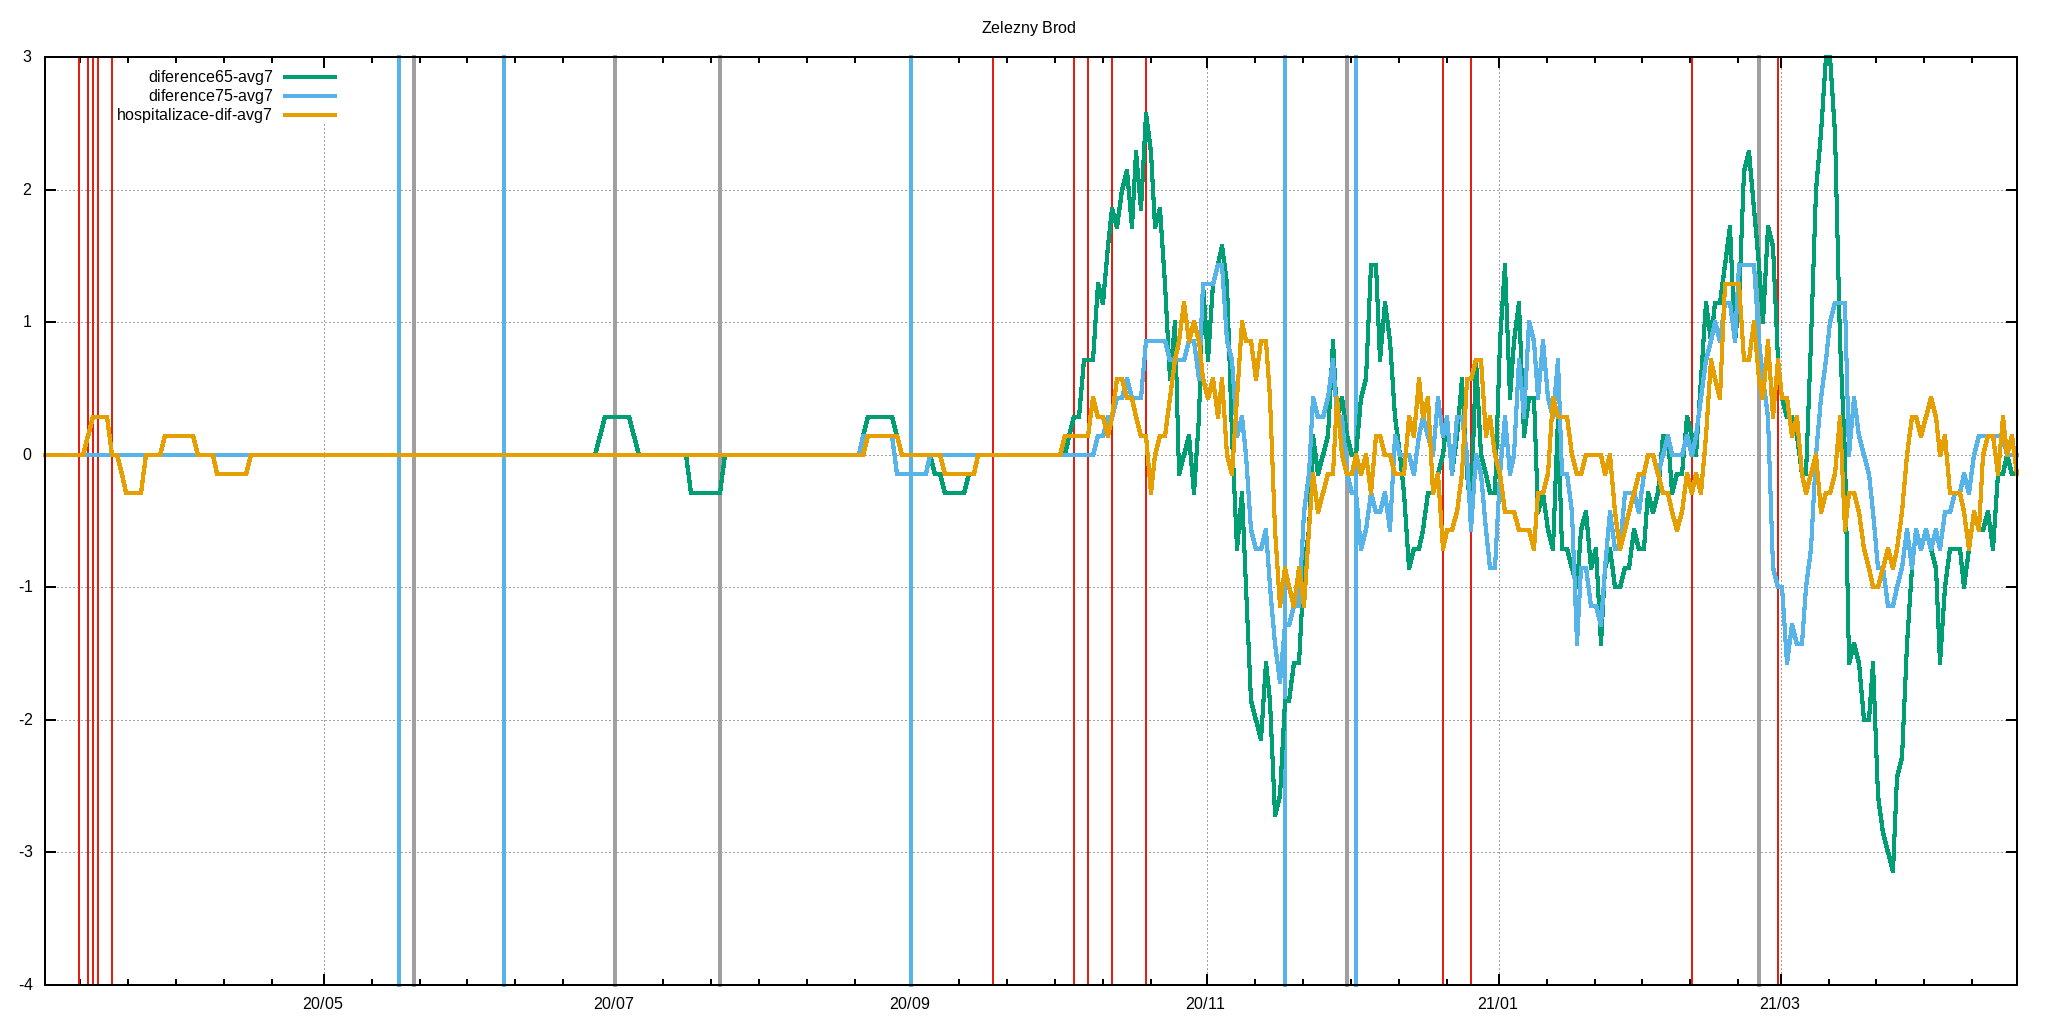 Zelezny Brod
3
diference65-avg7
diference75-avg7
hospitalizace-dif-avg7
2
1
0
-1
-2
-3
-4
20/05 20/07 20/09 20/11 21/01 21/03